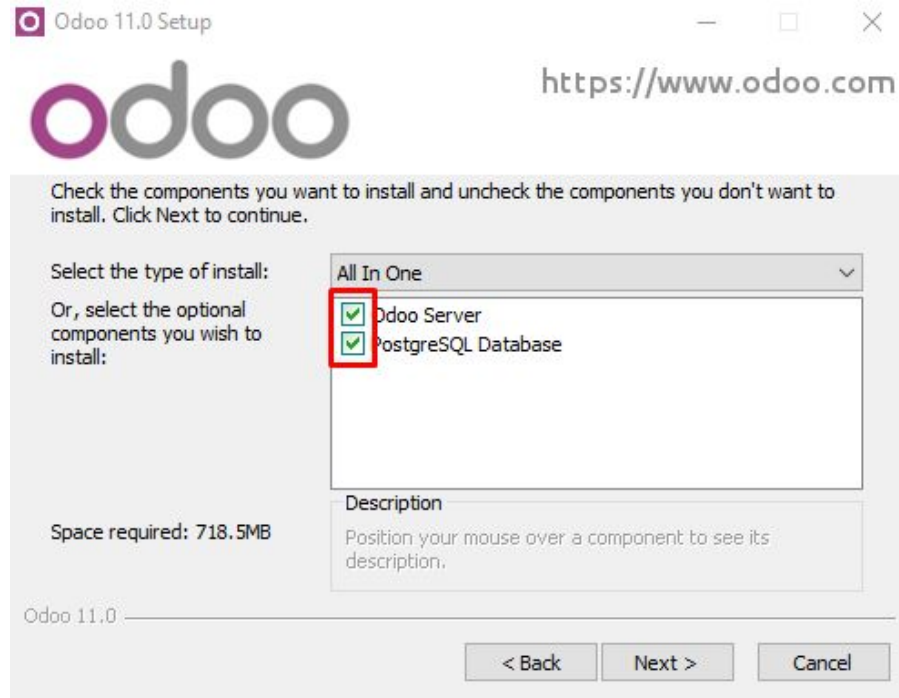 Odoo 11.0 Setup
odoo
https://www.odoo.com
Check the components you want to install and uncheck the components you don't want to
install. Click Next to continue.
Select the type of install:
All In One
Or, select the optional
components you wish to
install:
Odoo Server
PostgreSQL Database
Space required: 718.5MB
Description
Position your mouse over a component to see its
description.
Odoo 11.0
< Back
Next >
Cancel